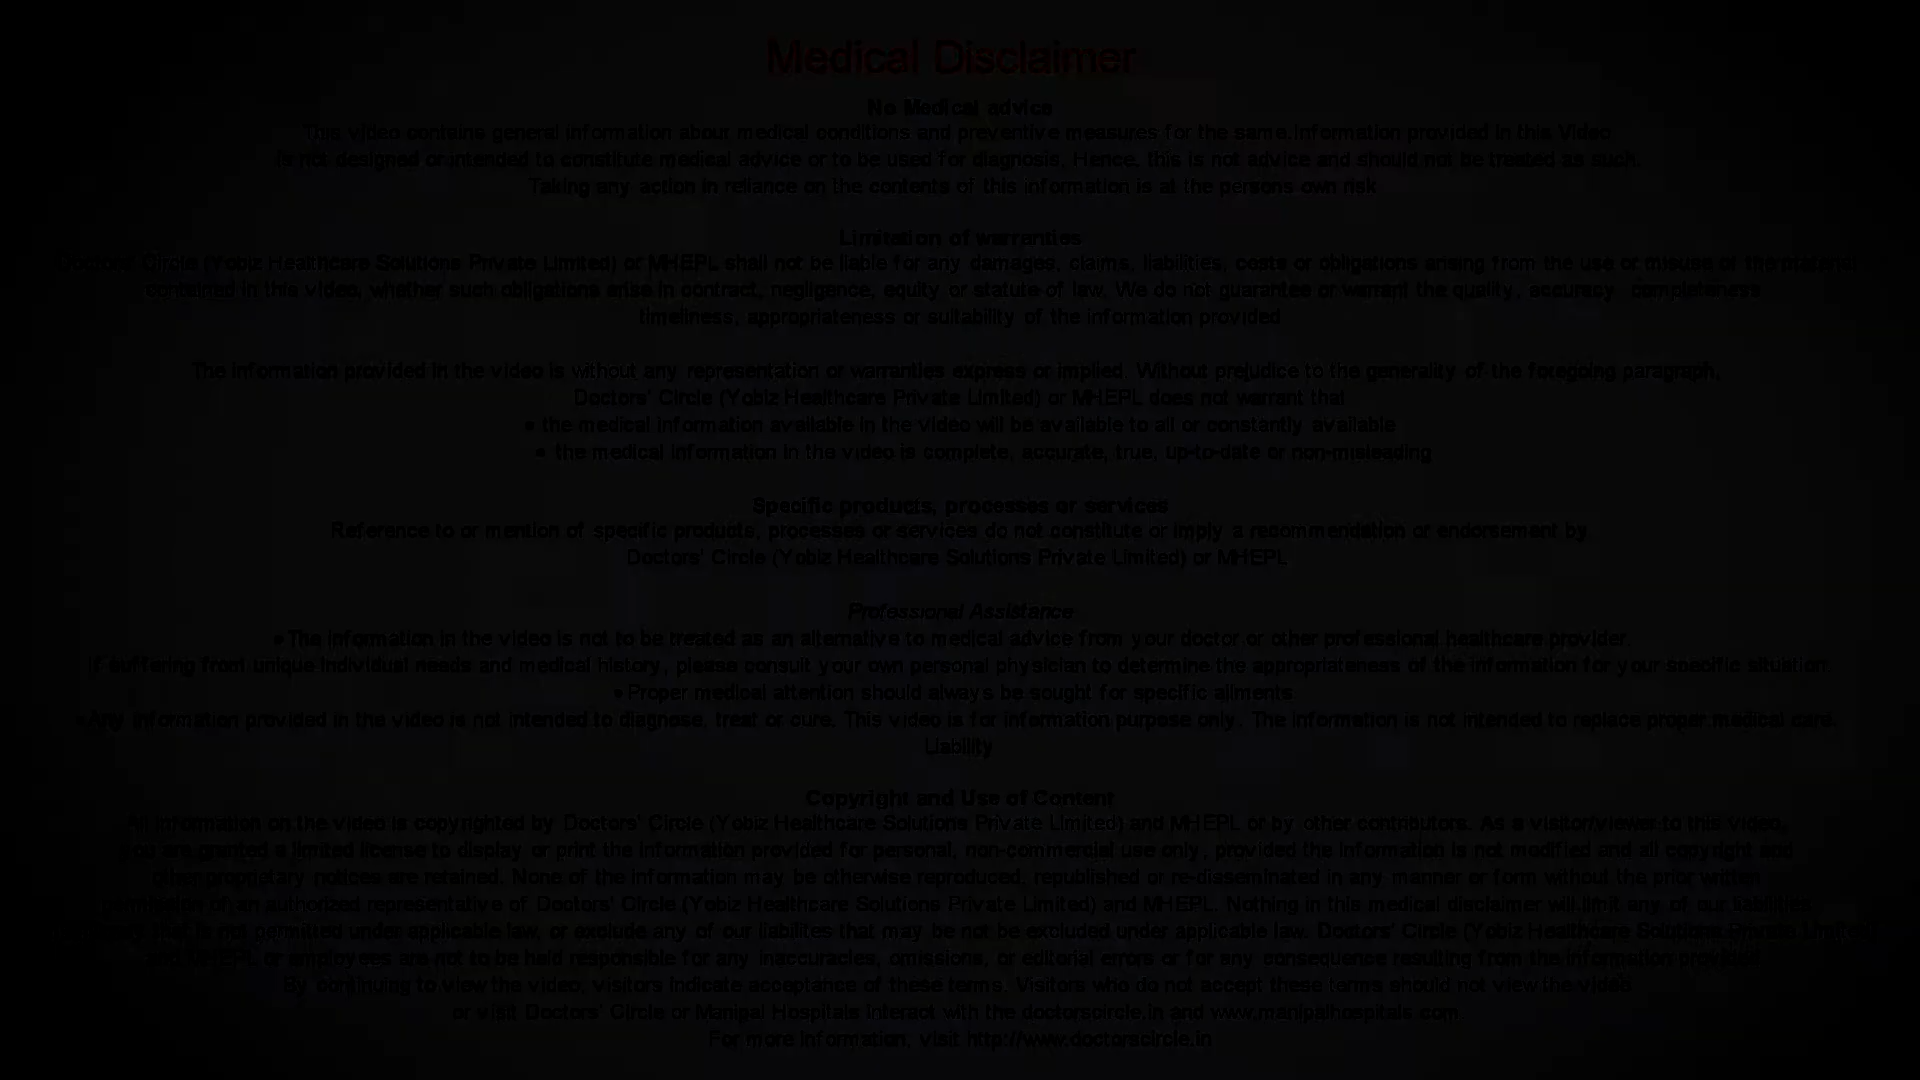 Medical Disclaimer
No Medical advice
This video contains general information about medical conditions and preventive measures for the same.Information provided in this Video
is not designed or intended to constitute medical advice or to be used for diagnosis. Hence, this is not advice and should not be treated as such.
Taking any action in reliance on the contents of this information is at the persons own risk
Limitation of warranties
Doctors' Circle (Yobiz Healthcare Solutions Private Limited) or MHEPL shall not be liable for any damages, claims, liabilities, costs or obligations arising from the use or misuse of the material
contained in this video, whether such obligations arise in contract, negligence, equity or statute of law. We do not guarantee or warrant the quality, accuracy, completeness
timeliness, appropriateness or suitability of the information provided
The information provided in the video is without any representation or warranties express or implied. Without prejudice to the generality of the foregoing paragraph,
Doctors' Circle (Yobiz Healthcare Private Limited) or MHEPL does not warrant that
• the medical information available in the video will be available to all or constantly available
• the medical information in the video is complete, accurate, true, up-to-date or non-misleading
Specific products, processes or services
Reference to or mention of specific products, processes or services do not constitute or imply a recommendation or endorsement by
Doctors' Circle (Yobiz Healthcare Solutions Private Limited) or MHEPL
Professional Assistance
• The information in the video is not to be treated as an alternative to medical advice from your doctor or other professional healthcare provider.
If suffering from unique individual needs and medical history, please consult your own personal physician to determine the appropriateness of the information for your specific situation.
• Proper medical attention should always be sought for specific ailments
• Any information provided in the video is not intended to diagnose, treat or cure. This video is for information purpose only. The information is not intended to replace proper medical care.
Liability
Copyright and Use of Content
All information on the video is copyrighted by Doctors' Circle (Yobiz Healthcare Solutions Private Limited) and MHEPL or by other contributors. As a visitor/viewer to this video,
you are granted a limited license to display or print the information provided for personal, non-commercial use only, provided the information is not modified and all copyright and
other proprietary notices are retained. None of the information may be otherwise reproduced, republished or re-disseminated in any manner or form without the prior written
permission of an authorized representative of Doctors' Circle (Yobiz Healthcare Solutions Private Limited) and MHEPL. Nothing in this medical disclaimer will limit any of our liabilities
that is not permitted under applicable law, or exclude any of our liabilites that may be not be excluded under applicable law. Doctors' Circle (Yobiz Healthcare Solutions Private Limited)
and MHEPL or employees are not to be held responsible for any inaccuracies, omissions, or editorial errors or for any consequence resulting from the information provided
By continuing to view the video, visitors indicate acceptance of these terms. Visitors who do not accept these terms should not view the video
or visit Doctors' Circle or Manipal Hospitals interact with the doctorscircle.in and www.manipalhospitals.com
For more information, visit http://www.doctorscircle.in